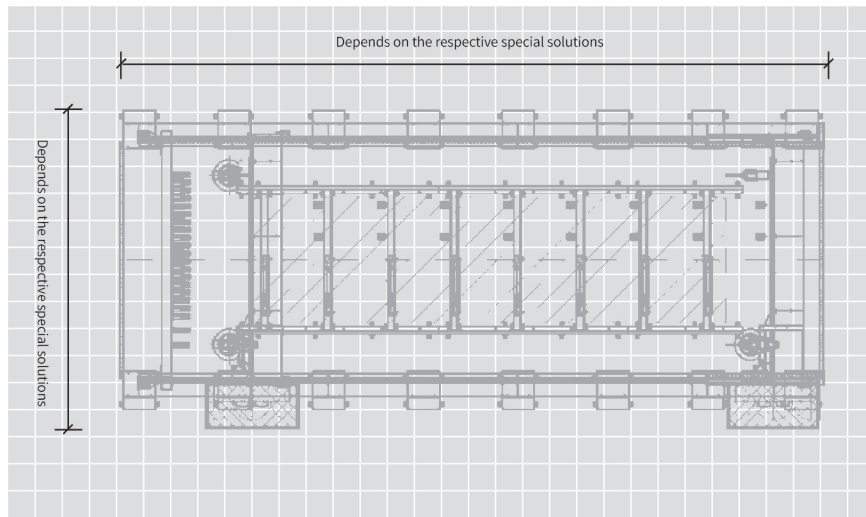 Depends on the respective special solutions
Depends on the respective special solutions